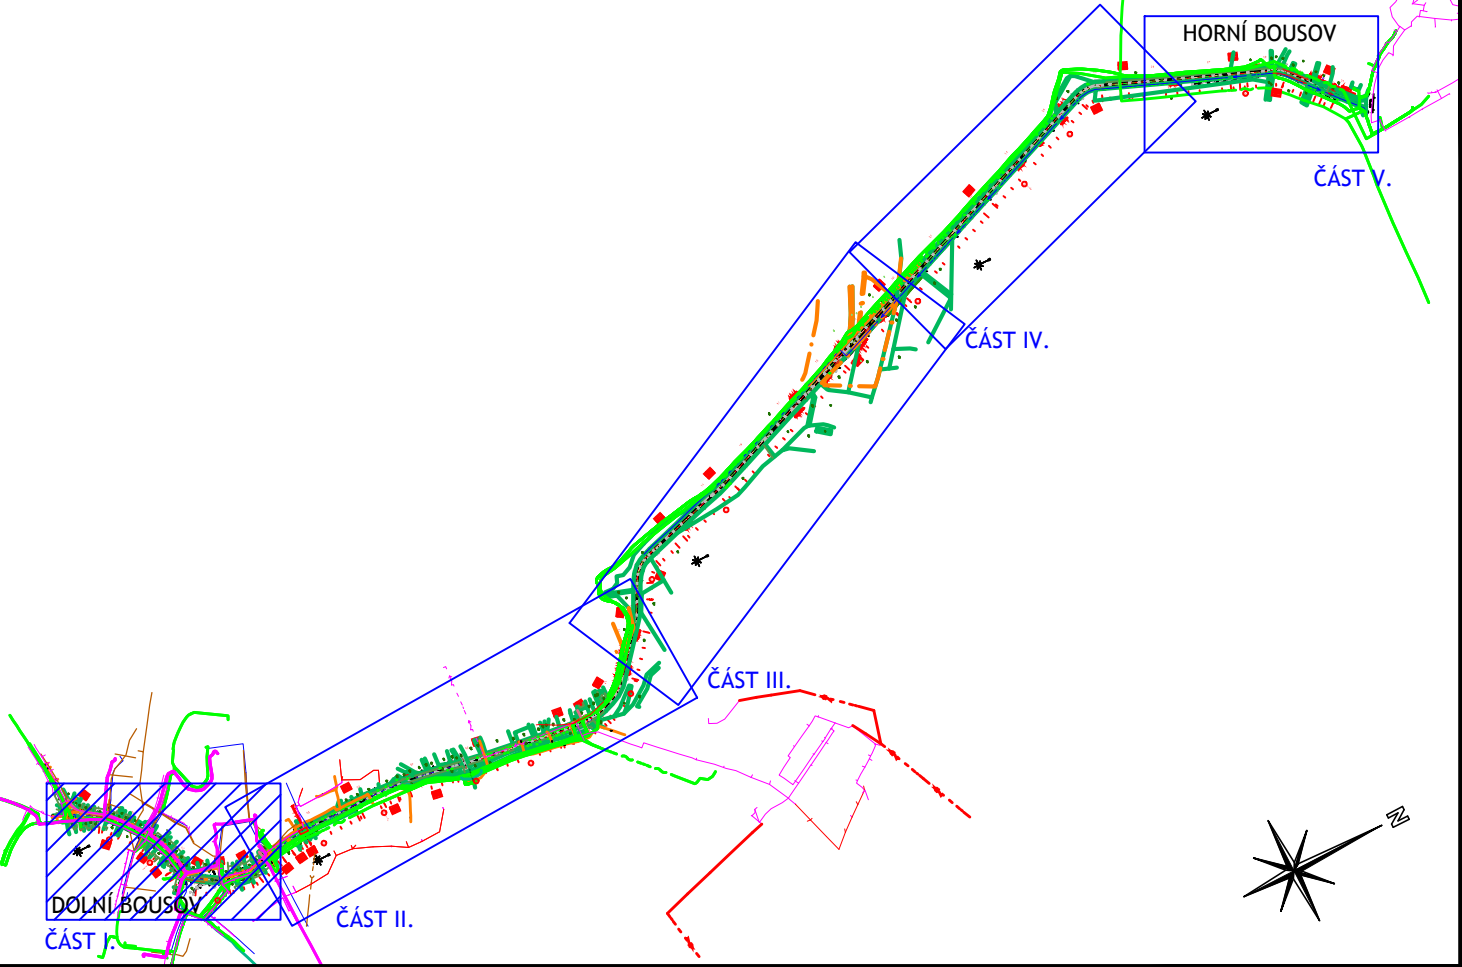 HORNÍ BOUSOV
ČÁST V.
ČÁST IV.
ČÁST III.
N
DOLNÍ BOUSOV
ČÁST II.
ČÁST I.